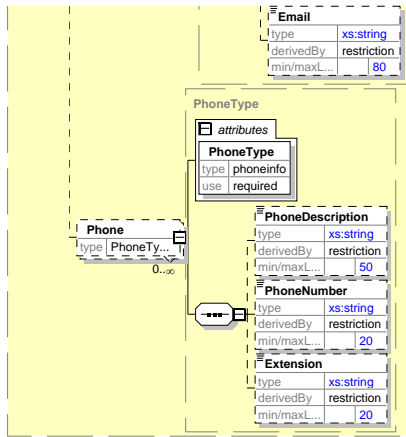 Email
type xs:string
derivedBy restriction
min/maxL... 80
PhoneType
attributes
PhoneType
type phoneinfo
use required
Phone
type PhoneTy...
0..∞
PhoneDescription
type xs:string
derivedBy restriction
min/maxL... 50
PhoneNumber
type xs:string
derivedBy restriction
min/maxL... 20
Extension
type xs:string
derivedBy restriction
min/maxL... 20